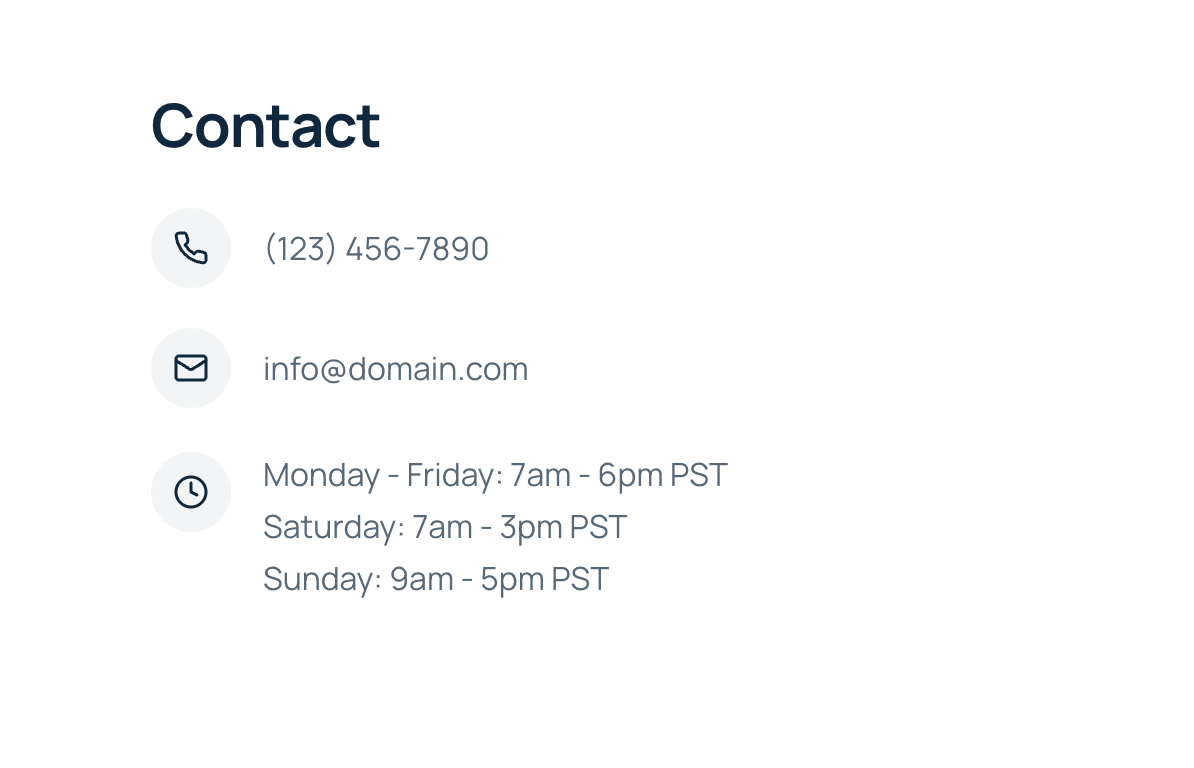 Contact
(123) 456-7890
info@domain.com
Monday - Friday: 7am - 6pm PST
Saturday: 7am - 3pm PST
Sunday: 9am - 5pm PST